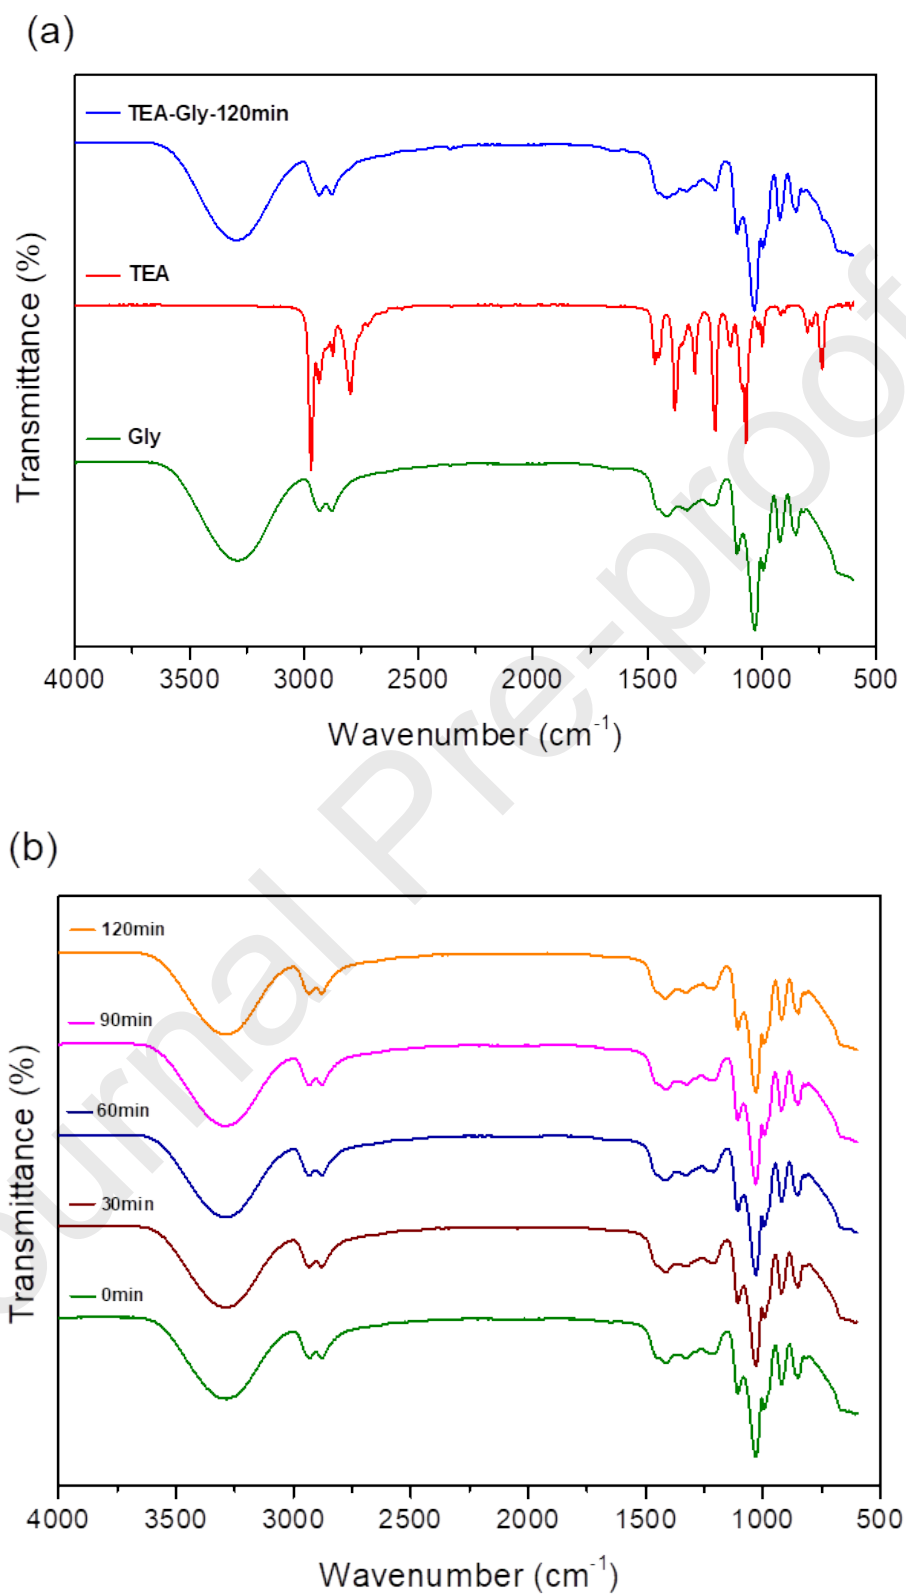 (a)
TEA-Gly-120min
TEA
Gly
Transmittance (%)
4000 3500 3000 2500 2000 1500 1000 500
Wavenumber (cm⁻¹)
(b)
120min
90min
60min
30min
0min
Transmittance (%)
4000 3500 3000 2500 2000 1500 1000 500
Wavenumber (cm⁻¹)
ournal Pre-proof